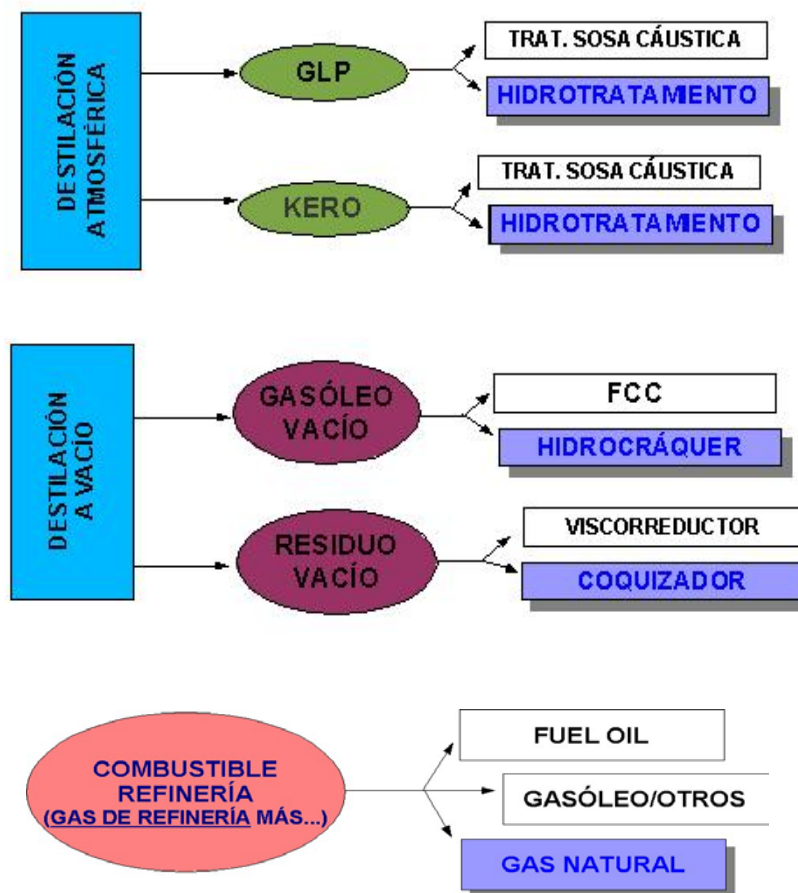 DESTILACIÓN
ATMOSFÉRICA
GLP
TRAT. SOSA CÁUSTICA
HIDROTRATAMIENTO
KERO
TRAT. SOSA CÁUSTICA
HIDROTRATAMIENTO
DESTILACIÓN
A VACÍO
GASÓLEO
VACÍO
FCC
HIDROCRÁQUER
RESIDUO
VACÍO
VISCORREDUCTOR
COQUIZADOR
COMBUSTIBLE
REFINERÍA
(GAS DE REFINERÍA MÁS...)
FUEL OIL
GASÓLEO/OTROS
GAS NATURAL